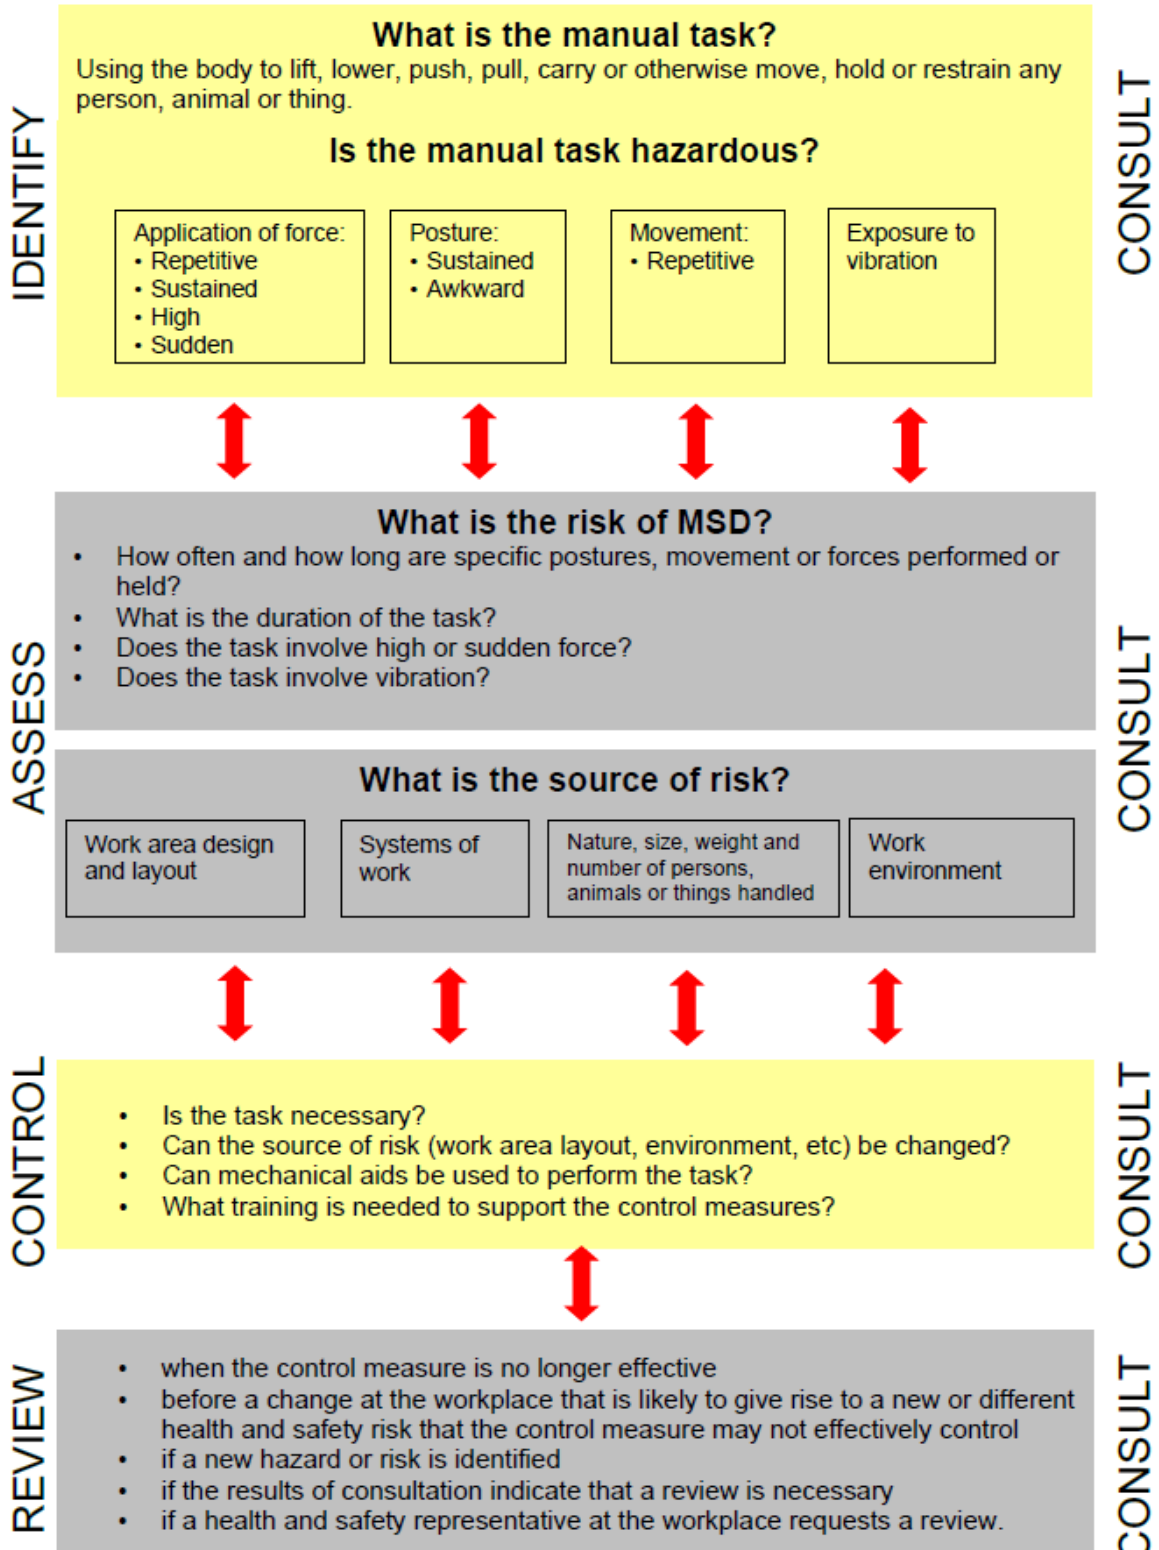 What is the manual task?
Using the body to lift, lower, push, pull, carry or otherwise move, hold or restrain any
person, animal or thing.
IDENTIFY
CONSULT
Is the manual task hazardous?
Application of force:
• Repetitive
• Sustained
• High
• Sudden
Posture:
• Sustained
• Awkward
Movement:
• Repetitive
Exposure to
vibration
What is the risk of MSD?
• How often and how long are specific postures, movement or forces performed or
held?
• What is the duration of the task?
• Does the task involve high or sudden force?
• Does the task involve vibration?
ASSESS
CONSULT
What is the source of risk?
Work area design
and layout
Systems of
work
Nature, size, weight and
number of persons,
animals or things handled
Work
environment
CONTROL
CONSULT
• Is the task necessary?
• Can the source of risk (work area layout, environment, etc) be changed?
• Can mechanical aids be used to perform the task?
• What training is needed to support the control measures?
REVIEW
CONSULT
• when the control measure is no longer effective
• before a change at the workplace that is likely to give rise to a new or different
health and safety risk that the control measure may not effectively control
• if a new hazard or risk is identified
• if the results of consultation indicate that a review is necessary
• if a health and safety representative at the workplace requests a review.